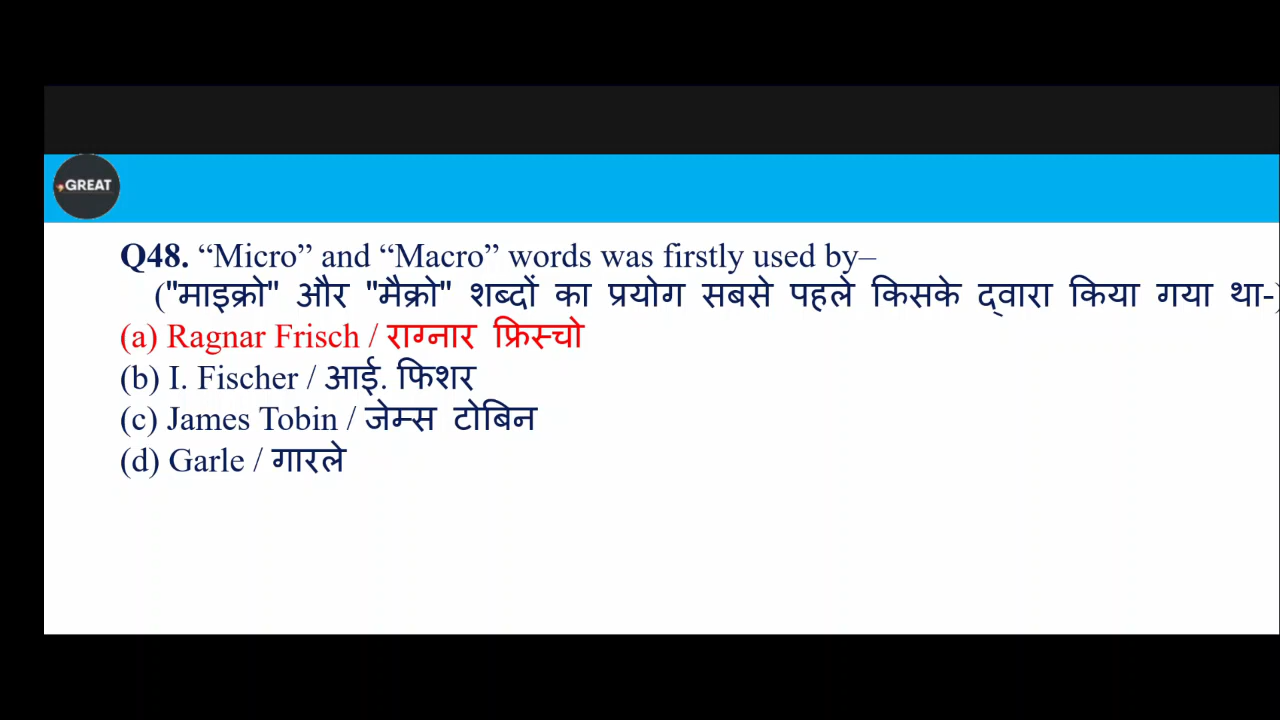 GREAT
Q48. “Micro” and “Macro” words was firstly used by–
("माइक्रो" और "मैक्रो" शब्दों का प्रयोग सबसे पहले किसके द्वारा किया गया था-)
(a) Ragnar Frisch / राग्नार फ्रिस्चो
(b) I. Fischer / आई. फिशर
(c) James Tobin / जेम्स टोबिन
(d) Garle / गारले